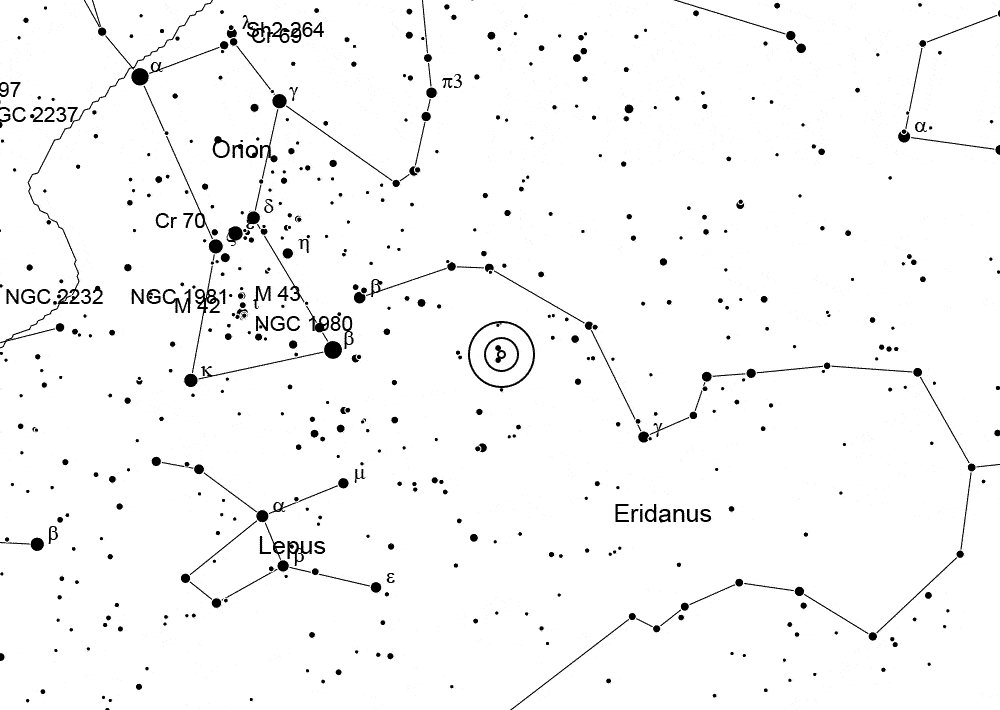 λ
Sh2-264
Cr 69
α
π3
97
γ
GC 2237
α
Orion
δ
Cr 70
ε
ζ
η
β
NGC 2232
NGC 1981
M 43
M 42
ι
NGC 1980
β
κ
γ
μ
α
Eridanus
β
Lepus
β
ε